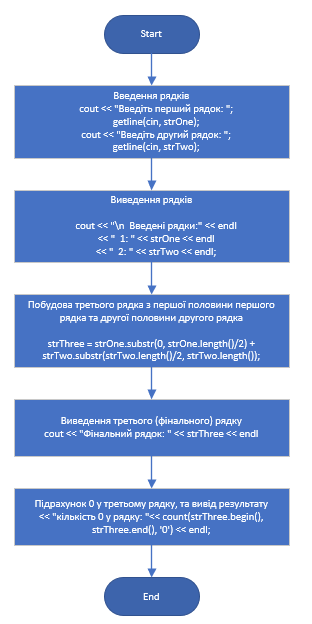 Start
Введення рядків
cout << "Введіть перший рядок: ";
getline(cin, strOne);
cout << "Введіть другий рядок: ";
getline(cin, strTwo);
Виведення рядків
cout << "\n  Введені рядки:" << endl
<< "  1: " << strOne << endl
<< "  2: " << strTwo << endl;
Побудова третього рядка з першої половини першого
рядка та другої половини другого рядка
strThree = strOne.substr(0, strOne.length()/2) +
strTwo.substr(strTwo.length()/2, strTwo.length());
Виведення третього (фінального) рядку
cout << "Фінальний рядок: " << strThree << endl
Підрахунок 0 у третьому рядку, та вивід результату
<< "кількість 0 у рядку: "<< count(strThree.begin(),
strThree.end(), '0') << endl;
End